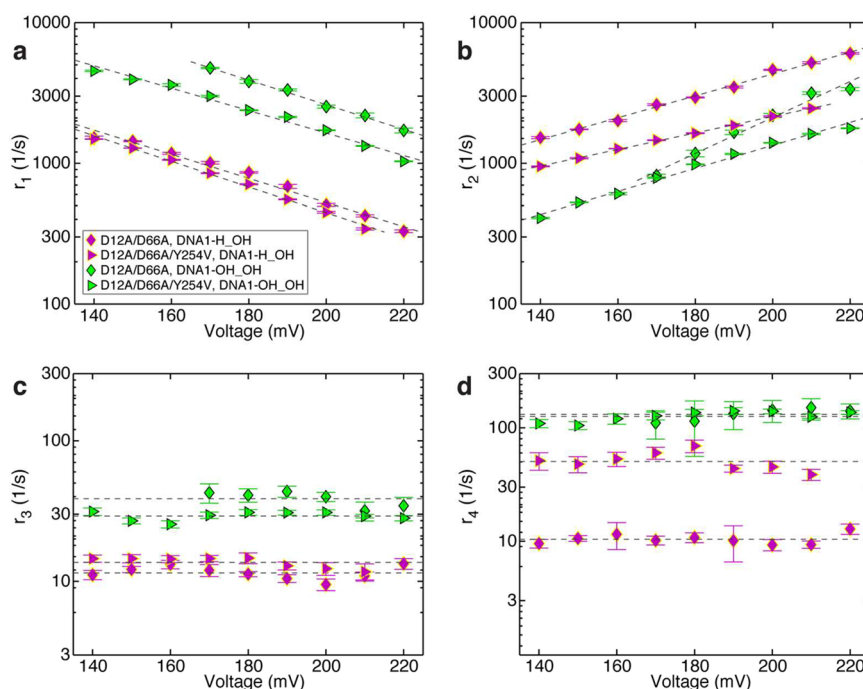 a
r1 (1/s)
10000
3000
1000
300
100
D12A/D66A, DNA1-H_OH
D12A/D66A/Y254V, DNA1-H_OH
D12A/D66A, DNA1-OH_OH
D12A/D66A/Y254V, DNA1-OH_OH
140 160 180 200 220
Voltage (mV)
b
r2 (1/s)
10000
3000
1000
300
100
140 160 180 200 220
Voltage (mV)
c
r3 (1/s)
300
100
30
10
3
140 160 180 200 220
Voltage (mV)
d
r4 (1/s)
300
100
30
10
3
140 160 180 200 220
Voltage (mV)